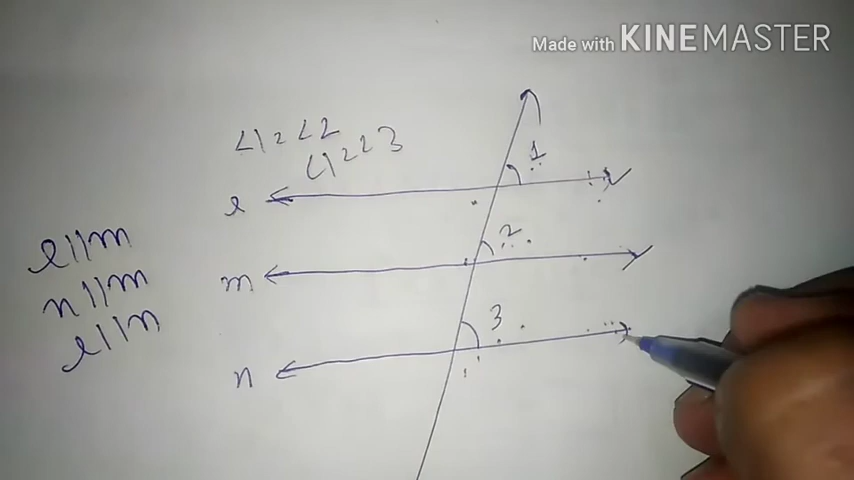 Made with KINEMASTER
∠1=∠2
∠1=∠3
1
l
l||m
2
m
n||m
3
l||n
n